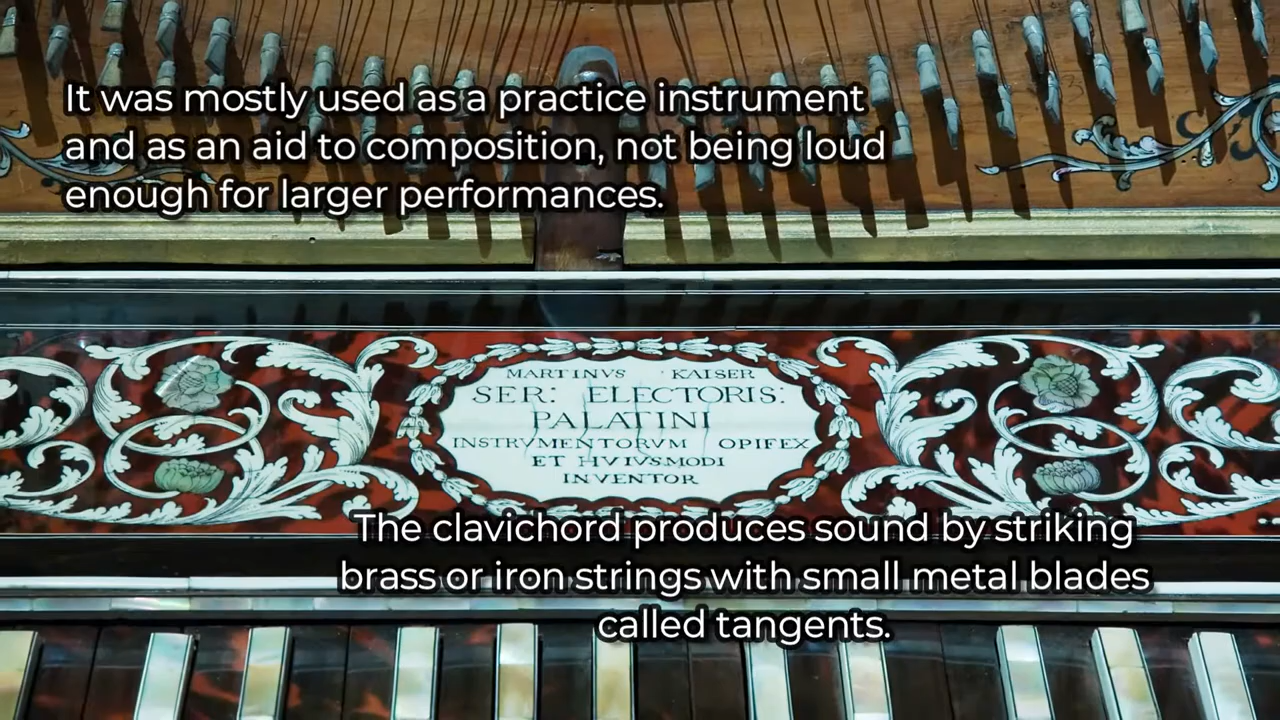 It was mostly used as a practice instrument
and as an aid to composition, not being loud
enough for larger performances.
MARTINVS KAISER
SER: ELECTORIS:
PALATINI
INSTRVMENTORVM OPIFEX
ET HVIVSMODI
INVENTOR
The clavichord produces sound by striking
brass or iron strings with small metal blades
called tangents.